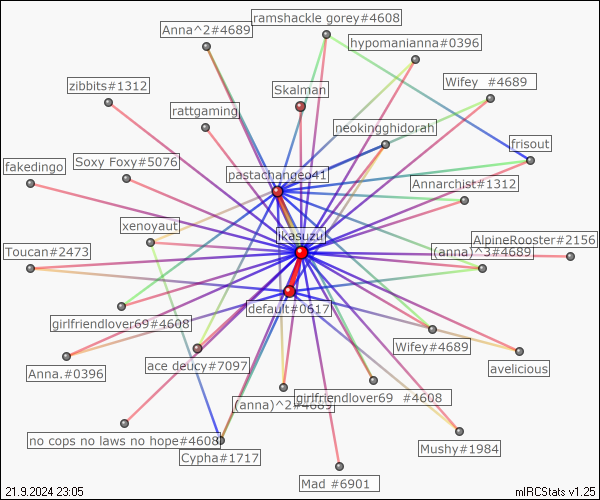 ramshackle gorey#4608
Anna^2#4689
hypomanianna#0396
zibbits#1312
Skalman
Wifey #4689
rattgaming
neokingghidorah
frisout
fakedingo
Soxy Foxy#5076
pastachangeo41
Annarchist#1312
xenoyaut
ikasuzu
Toucan#2473
(anna)^3#4689
AlpineRooster#2156
girlfriendlover69#4608
default#0617
Anna.#0396
ace deucy#7097
Wifey#4689
avelicious
(anna)^2#4689
girlfriendlover69 #4608
no cops no laws no hope#4608
Cypha#1717
Mushy#1984
Mad #6901
21.9.2024 23:05
mIRCStats v1.25